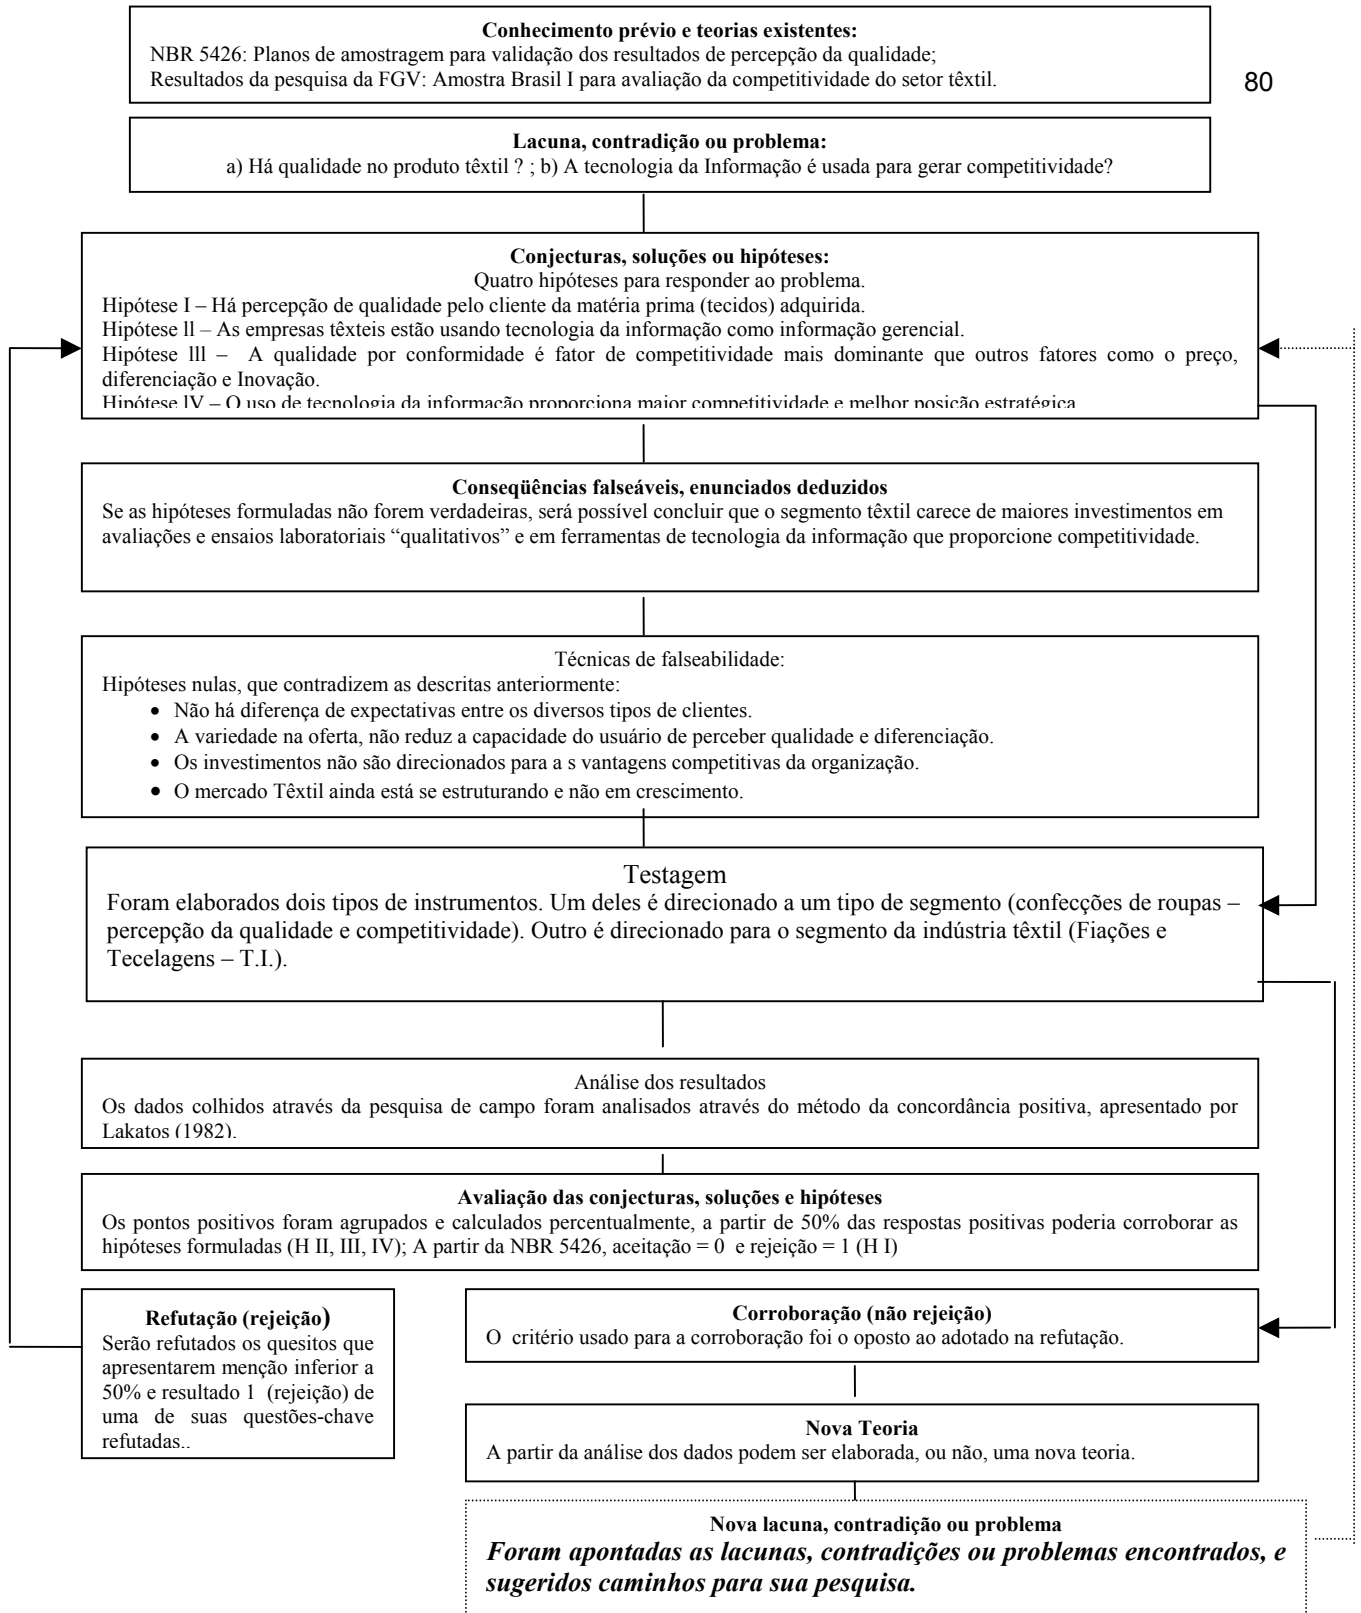 Conhecimento prévio e teorias existentes:
NBR 5426: Planos de amostragem para validação dos resultados de percepção da qualidade;
Resultados da pesquisa da FGV: Amostra Brasil I para avaliação da competitividade do setor têxtil.
80
Lacuna, contradição ou problema:
a) Há qualidade no produto têxtil ? ; b) A tecnologia da Informação é usada para gerar competitividade?
Conjecturas, soluções ou hipóteses:
Quatro hipóteses para responder ao problema.
Hipótese I – Há percepção de qualidade pelo cliente da matéria prima (tecidos) adquirida.
Hipótese ll – As empresas têxteis estão usando tecnologia da informação como informação gerencial.
Hipótese lll – A qualidade por conformidade é fator de competitividade mais dominante que outros fatores como o preço,
diferenciação e Inovação.
Hipótese lV – O uso de tecnologia da informação proporciona maior competitividade e melhor posição estratégica
Conseqüências falseáveis, enunciados deduzidos
Se as hipóteses formuladas não forem verdadeiras, será possível concluir que o segmento têxtil carece de maiores investimentos em
avaliações e ensaios laboratoriais “qualitativos” e em ferramentas de tecnologia da informação que proporcione competitividade.
Técnicas de falseabilidade:
Hipóteses nulas, que contradizem as descritas anteriormente:
• Não há diferença de expectativas entre os diversos tipos de clientes.
• A variedade na oferta, não reduz a capacidade do usuário de perceber qualidade e diferenciação.
• Os investimentos não são direcionados para a s vantagens competitivas da organização.
• O mercado Têxtil ainda está se estruturando e não em crescimento.
Testagem
Foram elaborados dois tipos de instrumentos. Um deles é direcionado a um tipo de segmento (confecções de roupas –
percepção da qualidade e competitividade). Outro é direcionado para o segmento da indústria têxtil (Fiações e
Tecelagens – T.I.).
Análise dos resultados
Os dados colhidos através da pesquisa de campo foram analisados através do método da concordância positiva, apresentado por
Lakatos (1982).
Avaliação das conjecturas, soluções e hipóteses
Os pontos positivos foram agrupados e calculados percentualmente, a partir de 50% das respostas positivas poderia corroborar as
hipóteses formuladas (H II, III, IV); A partir da NBR 5426, aceitação = 0 e rejeição = 1 (H I)
Refutação (rejeição)
Serão refutados os quesitos que
apresentarem menção inferior a
50% e resultado 1 (rejeição) de
uma de suas questões-chave
refutadas..
Corroboração (não rejeição)
O critério usado para a corroboração foi o oposto ao adotado na refutação.
Nova Teoria
A partir da análise dos dados podem ser elaborada, ou não, uma nova teoria.
Nova lacuna, contradição ou problema
Foram apontadas as lacunas, contradições ou problemas encontrados, e
sugeridos caminhos para sua pesquisa.